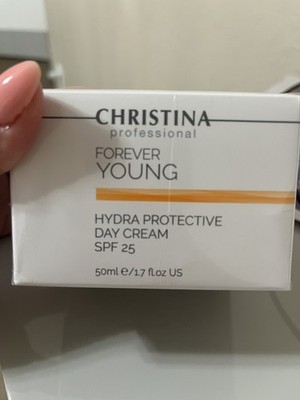 CHRISTINA
professional
FOREVER
YOUNG
HYDRA PROTECTIVE
DAY CREAM
SPF 25
50ml e/1.7 fl.oz US